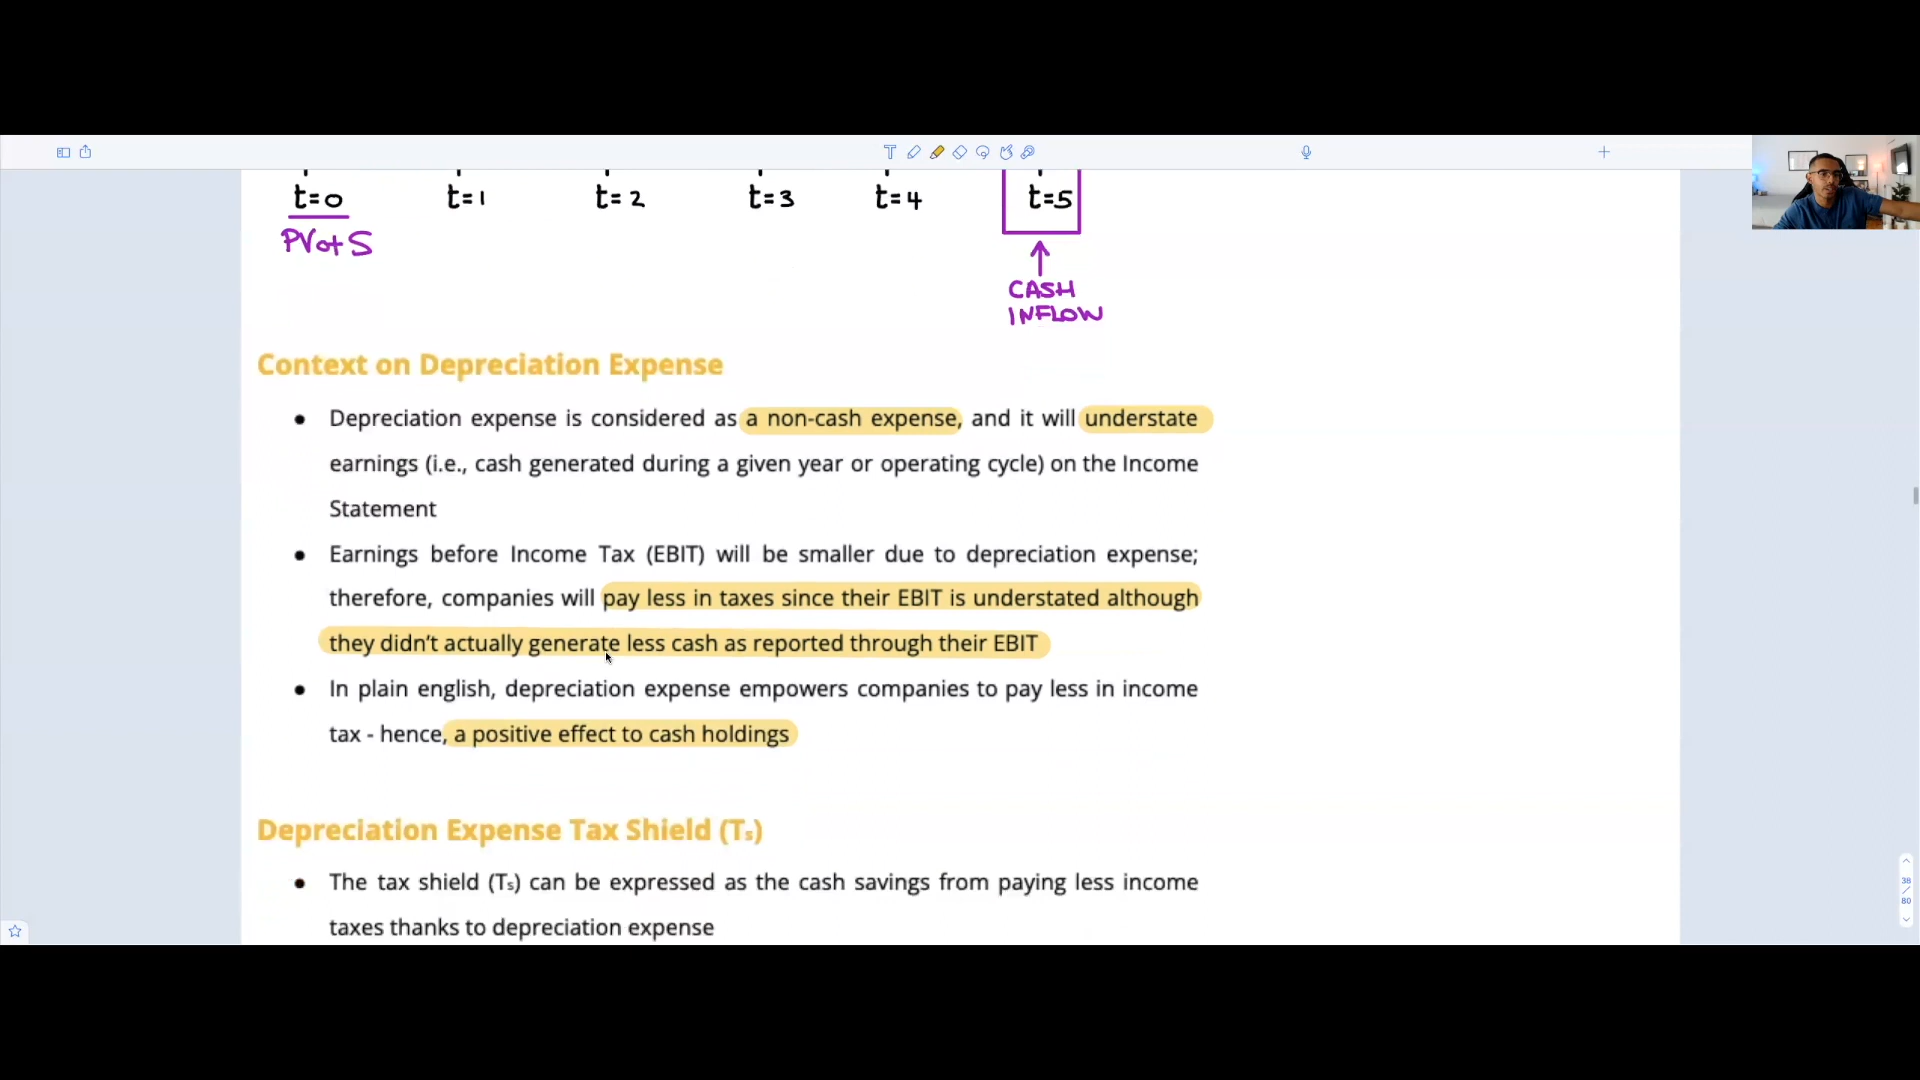 t=0 t=1 t=2 t=3 t=4 t=5
PV of S
CASH
INFLOW
Context on Depreciation Expense
• Depreciation expense is considered as a non-cash expense, and it will understate
earnings (i.e., cash generated during a given year or operating cycle) on the Income
Statement
• Earnings before Income Tax (EBIT) will be smaller due to depreciation expense;
therefore, companies will pay less in taxes since their EBIT is understated although
they didn't actually generate less cash as reported through their EBIT
• In plain english, depreciation expense empowers companies to pay less in income
tax - hence, a positive effect to cash holdings
Depreciation Expense Tax Shield (Ts)
• The tax shield (Ts) can be expressed as the cash savings from paying less income
taxes thanks to depreciation expense
38
/
80